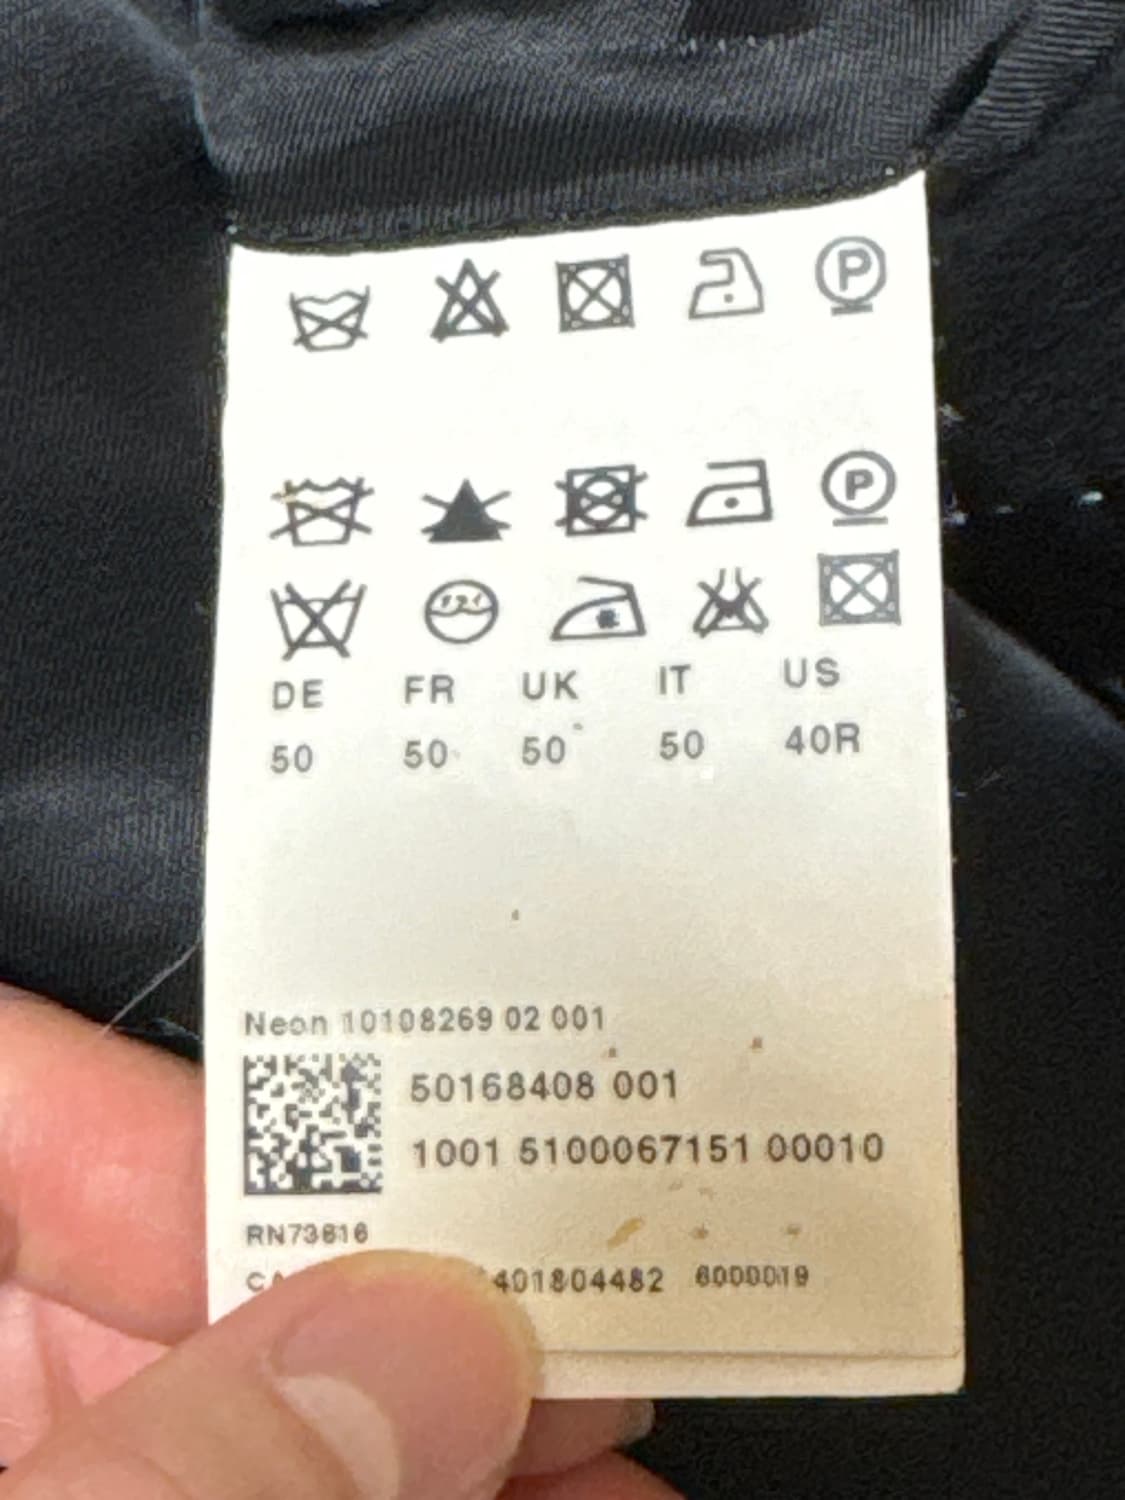 P
P
DE FR UK IT US
50 50 50 50 40R
Neon 10108269 02 001
50168408 001
1001 5100067151 00010
RN73616
401804482 6000019